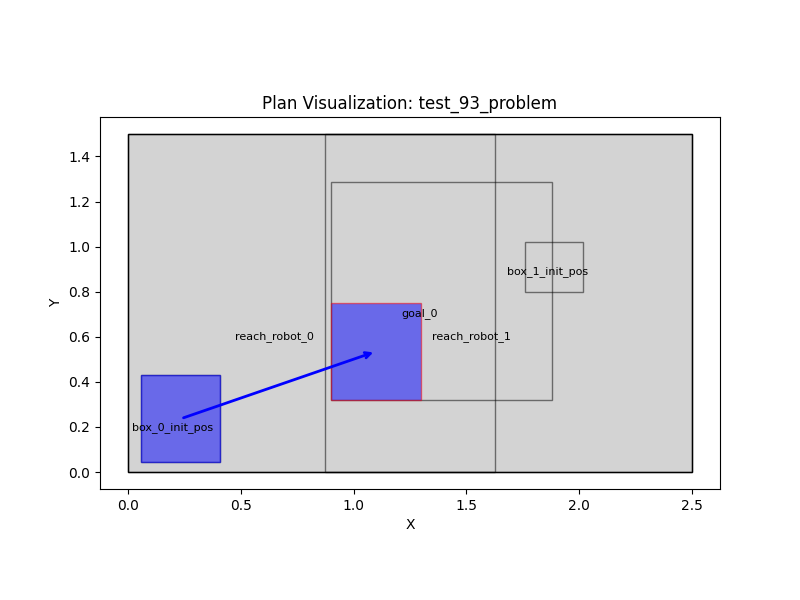 Plan Visualization: test_93_problem
Y
1.4
1.2
1.0
0.8
0.6
0.4
0.2
0.0
box_1_init_pos
goal_0
reach_robot_0
reach_robot_1
box_0_init_pos
0.0
0.5
1.0
1.5
2.0
2.5
X